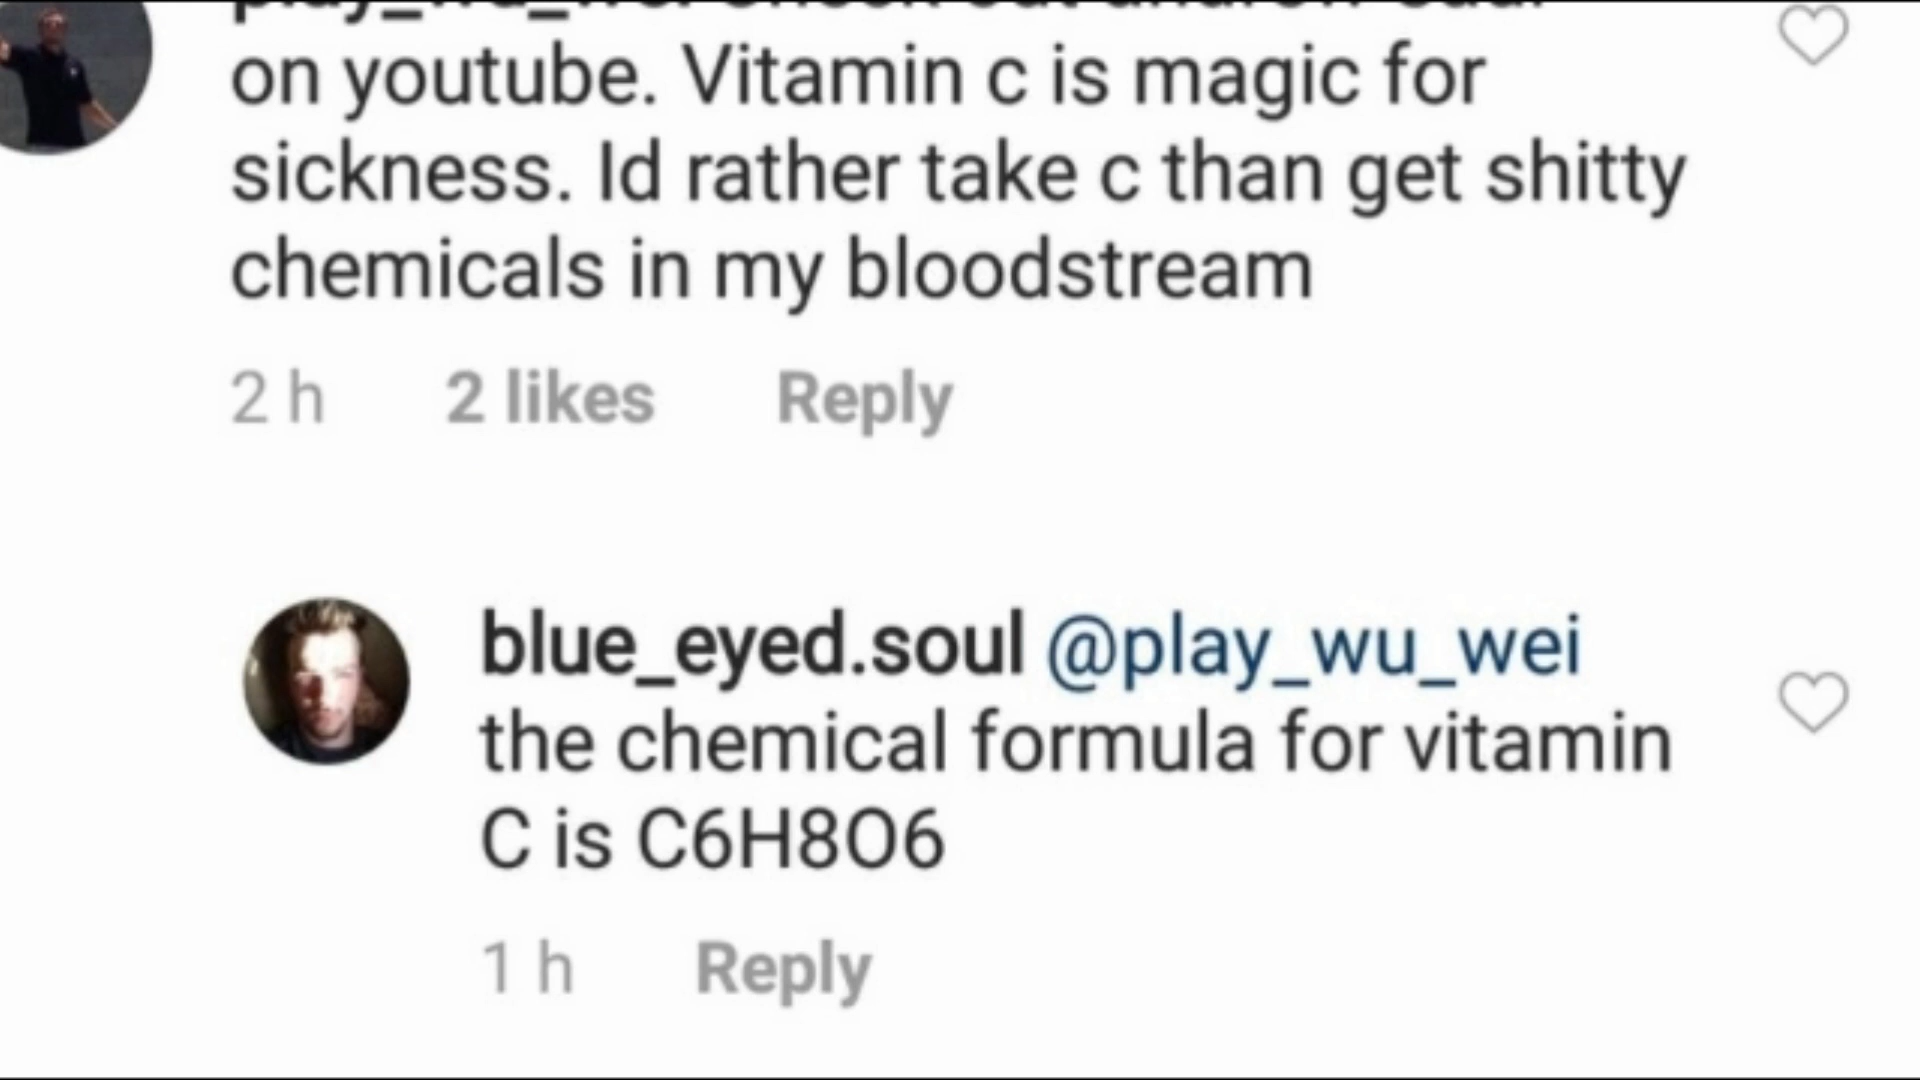 on youtube. Vitamin c is magic for
sickness. Id rather take c than get shitty
chemicals in my bloodstream
2 h 2 likes Reply
blue_eyed.soul @play_wu_wei
the chemical formula for vitamin
C is C6H8O6
1 h Reply